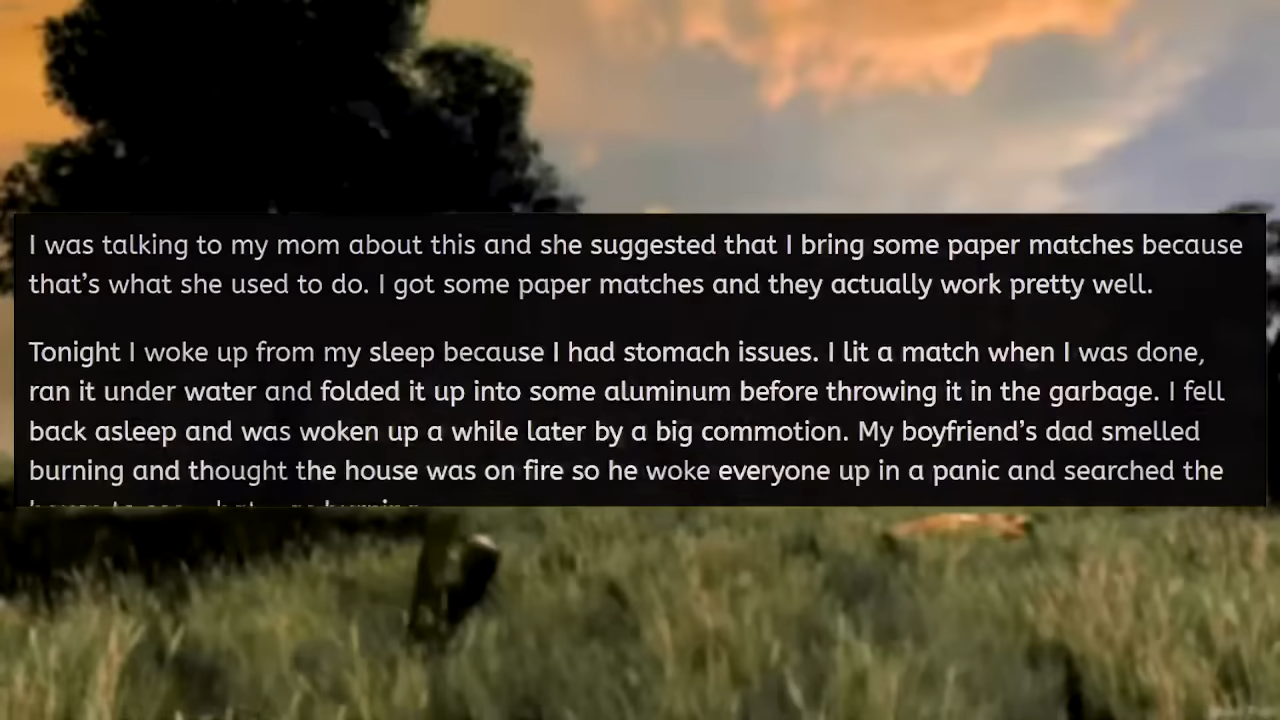 I was talking to my mom about this and she suggested that I bring some paper matches because
that’s what she used to do. I got some paper matches and they actually work pretty well.
Tonight I woke up from my sleep because I had stomach issues. I lit a match when I was done,
ran it under water and folded it up into some aluminum before throwing it in the garbage. I fell
back asleep and was woken up a while later by a big commotion. My boyfriend’s dad smelled
burning and thought the house was on fire so he woke everyone up in a panic and searched the